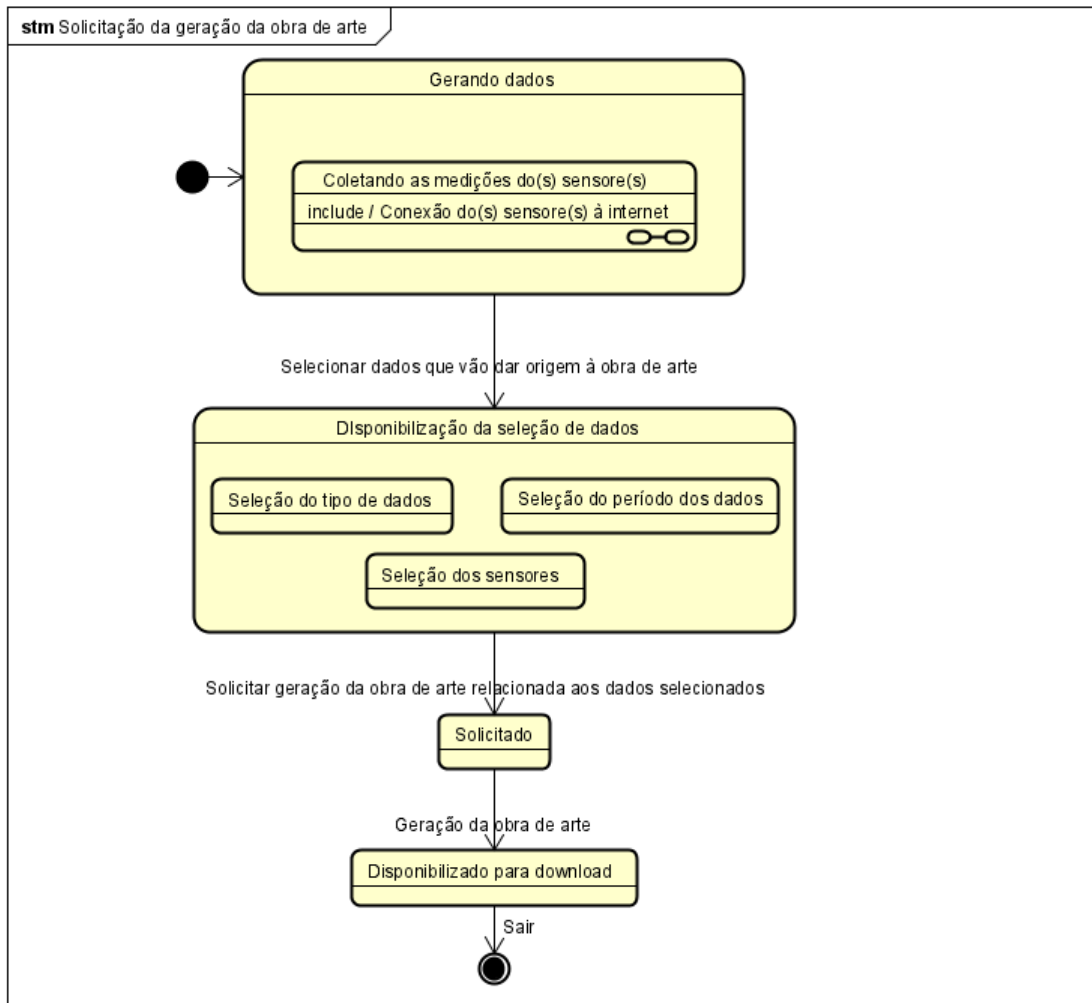 stm Solicitação da geração da obra de arte
Gerando dados
Coletando as medições do(s) sensore(s)
include / Conexão do(s) sensore(s) à internet
Selecionar dados que vão dar origem à obra de arte
DIsponibilização da seleção de dados
Seleção do tipo de dados
Seleção do período dos dados
Seleção dos sensores
Solicitar geração da obra de arte relacionada aos dados selecionados
Solicitado
Geração da obra de arte
Disponibilizado para download
Sair